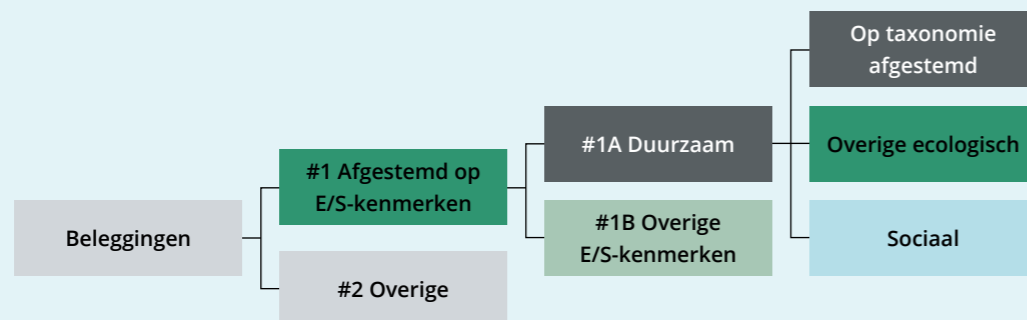 Beleggingen
#1 Afgestemd op
E/S-kenmerken
#2 Overige
#1A Duurzaam
#1B Overige
E/S-kenmerken
Op taxonomie
afgestemd
Overige ecologisch
Sociaal